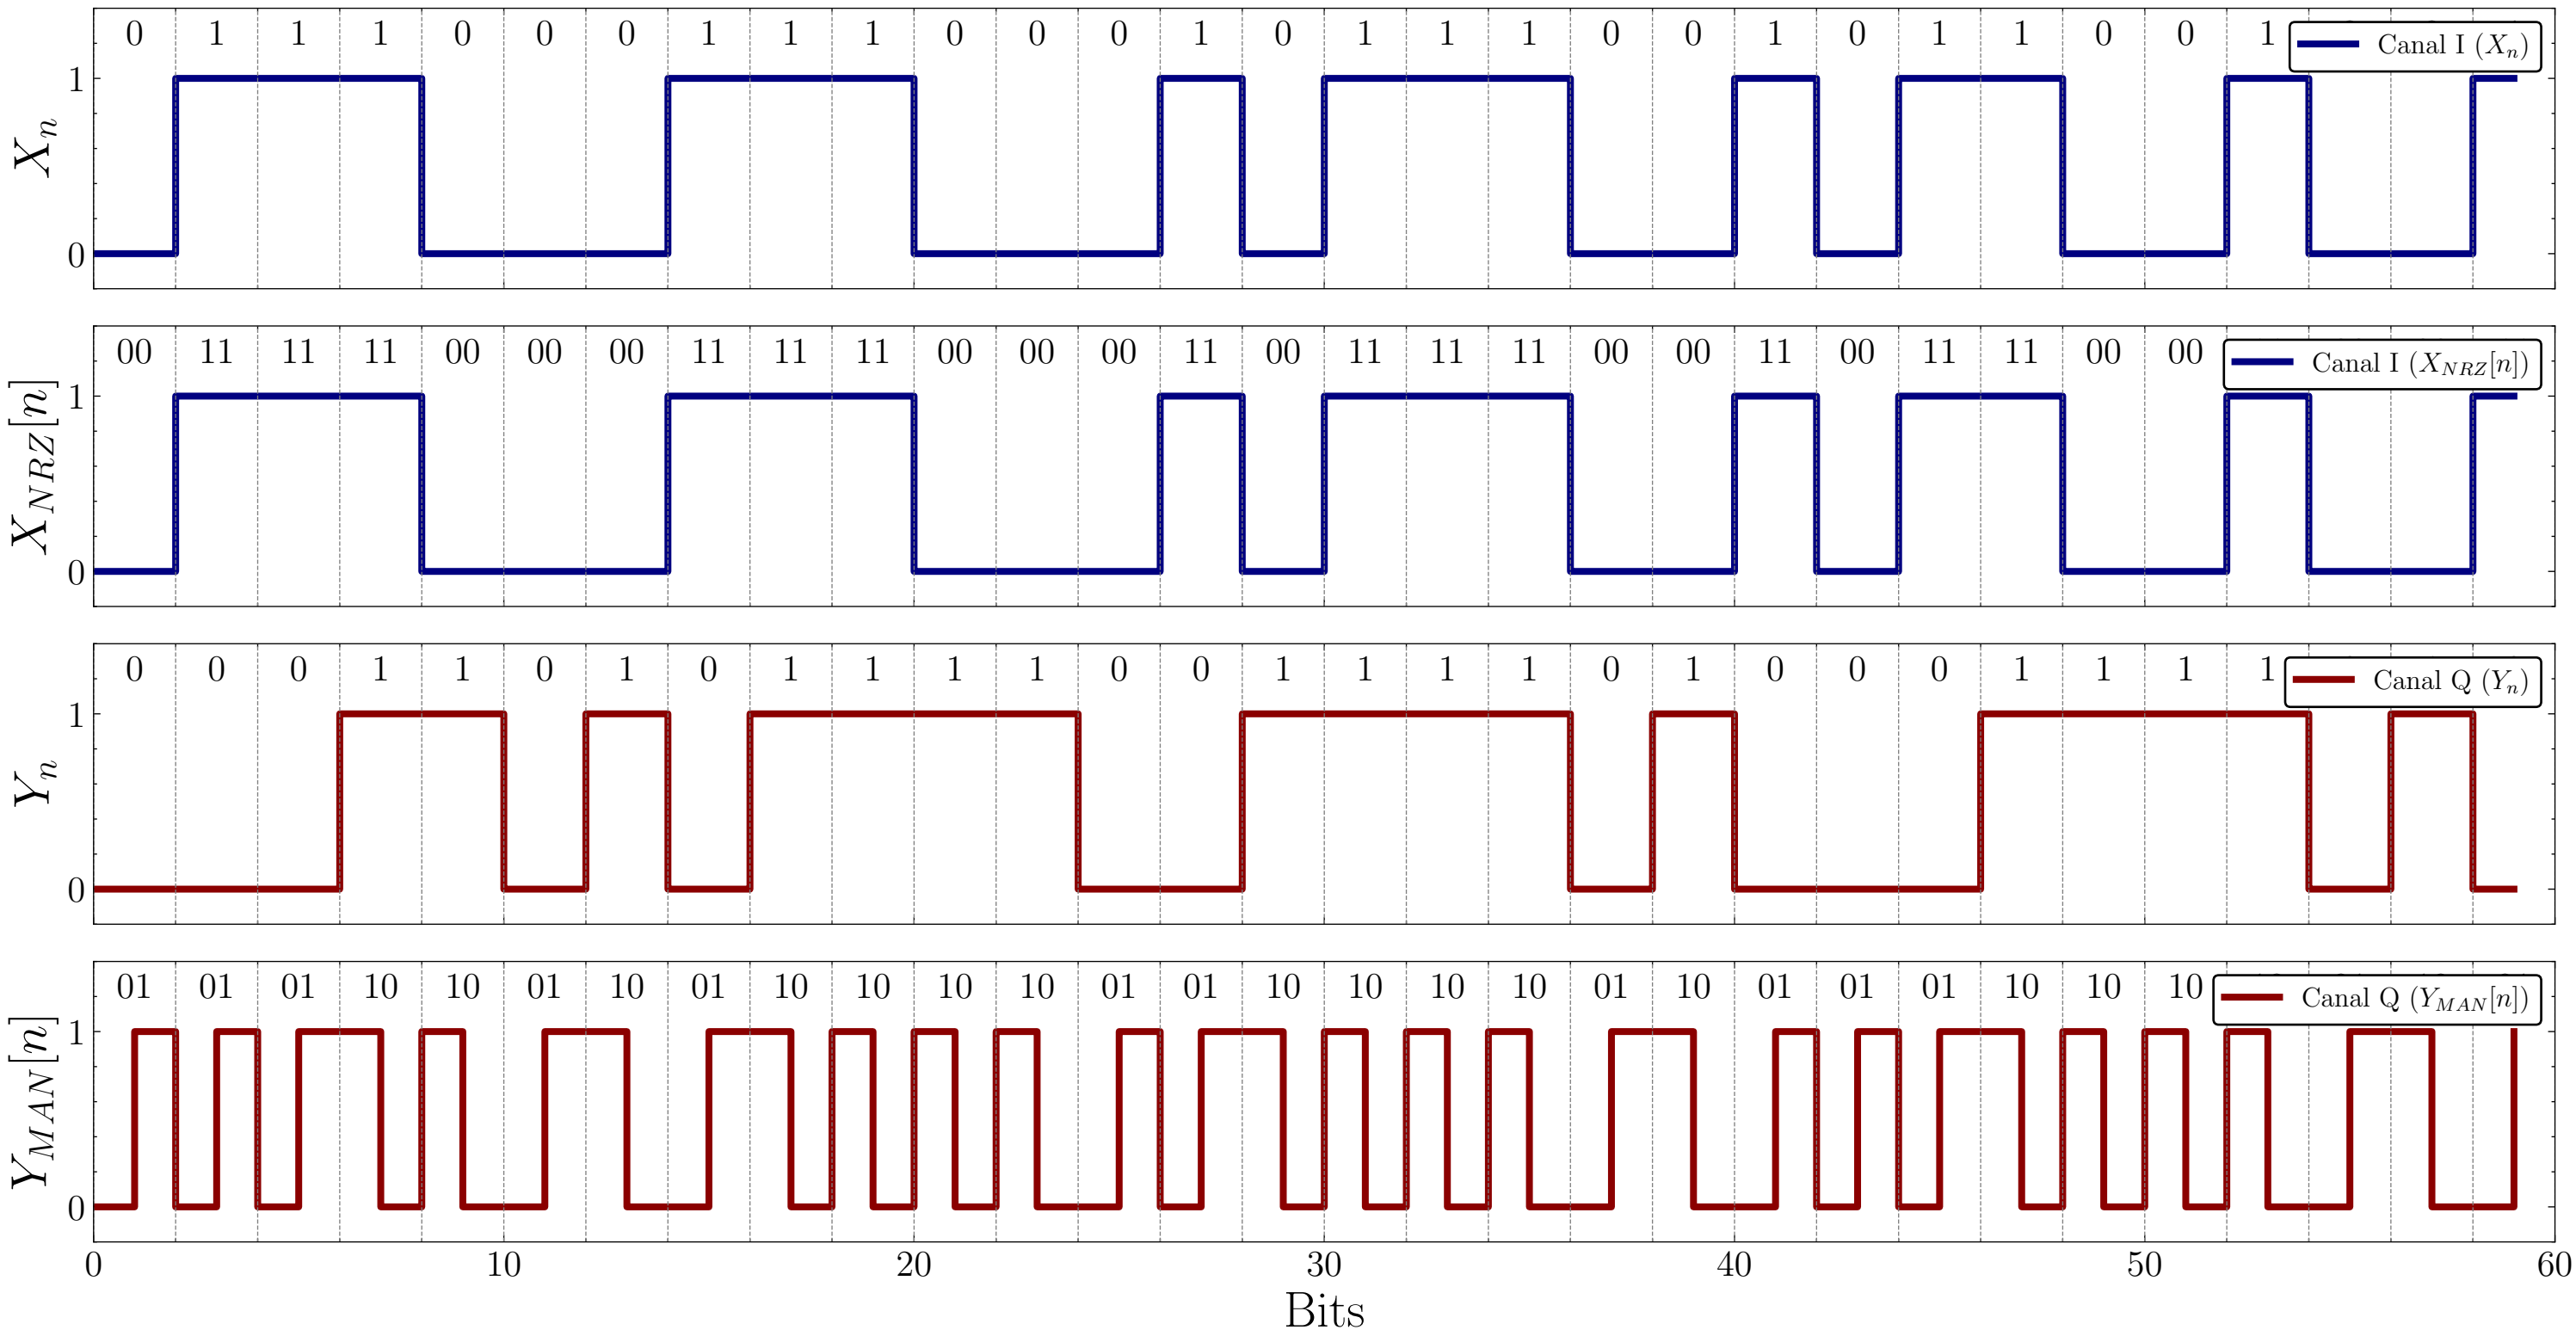 0 1 1 1 0 0 0 1 1 1 0 0 0 1 0 1 1 1 0 0 1 0 1 1 0 0 1
Canal I (Xₙ)
1
Xₙ
0
00 11 11 11 00 00 00 11 11 11 00 00 00 11 00 11 11 11 00 00 11 00 11 11 00 00
Canal I (X_NRZ[n])
1
X_NRZ[n]
0
0 0 0 1 1 0 1 0 1 1 1 1 0 0 1 1 1 1 0 1 0 0 0 1 1 1 1
Canal Q (Yₙ)
1
Yₙ
0
01 01 01 10 10 01 10 01 10 10 10 10 01 01 10 10 10 10 01 10 01 01 01 10 10 10
Canal Q (Y_MAN[n])
1
Y_MAN[n]
0
0 10 20 30 40 50 60
Bits